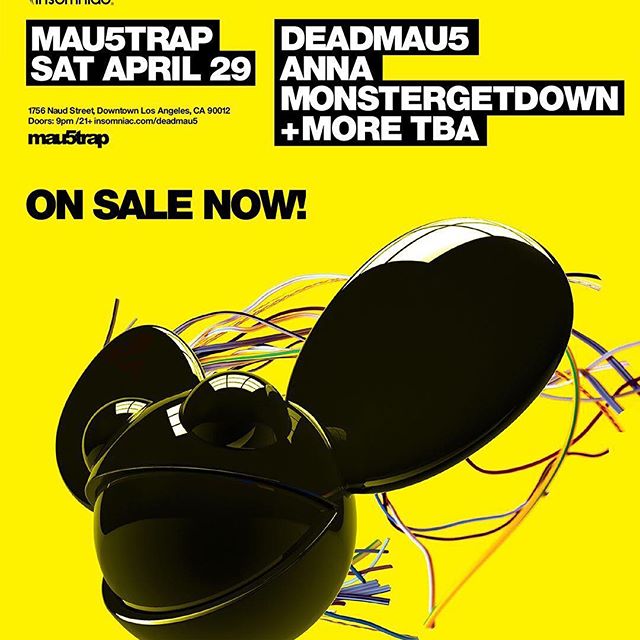 insomniac.
MAU5TRAP
SAT APRIL 29
1756 Naud Street, Downtown Los Angeles, CA 90012
Doors: 9pm /21+ insomniac.com/deadmau5
mau5trap
DEADMAU5
ANNA
MONSTERGETDOWN
+MORE TBA
ON SALE NOW!